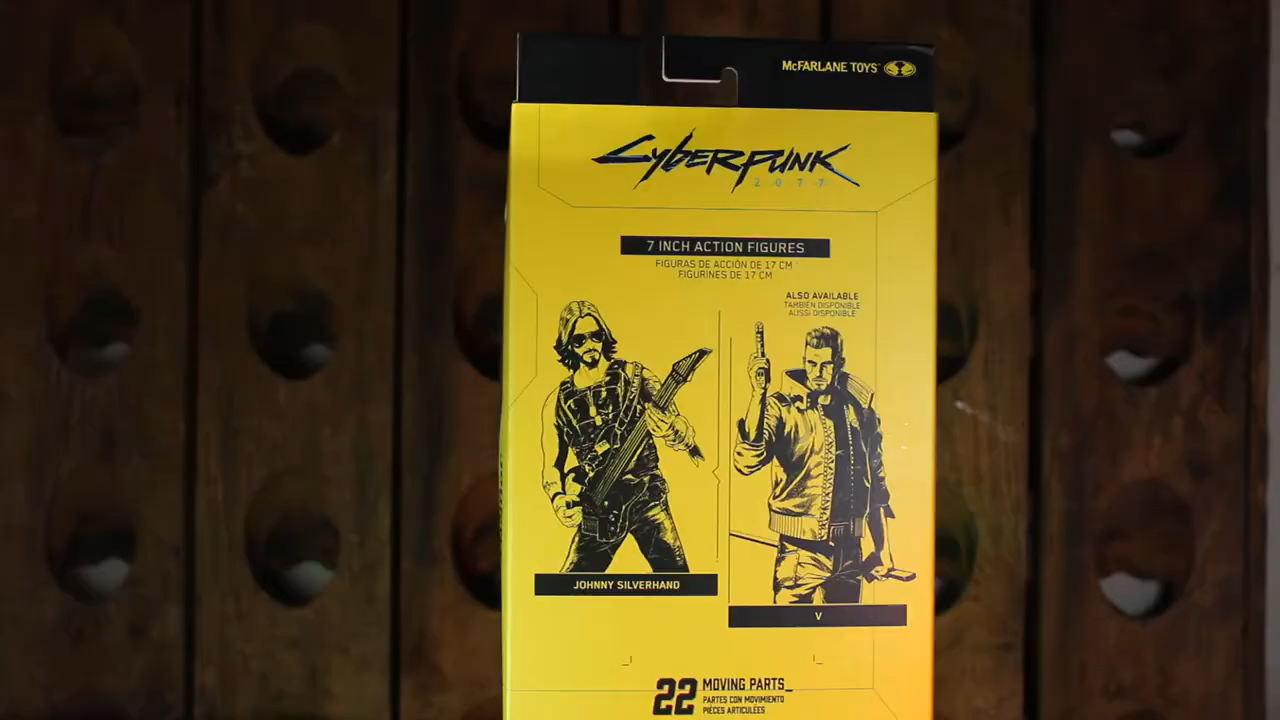 McFARLANE TOYS
CYBERPUNK
2077
7 INCH ACTION FIGURES
FIGURAS DE ACCIÓN DE 17 CM
FIGURINES DE 17 CM
ALSO AVAILABLE
TAMBIÉN DISPONIBLE
AUSSI DISPONIBLE
JOHNNY SILVERHAND
V
22 MOVING PARTS_
PARTES CON MOVIMIENTO
PIÈCES ARTICULÉES